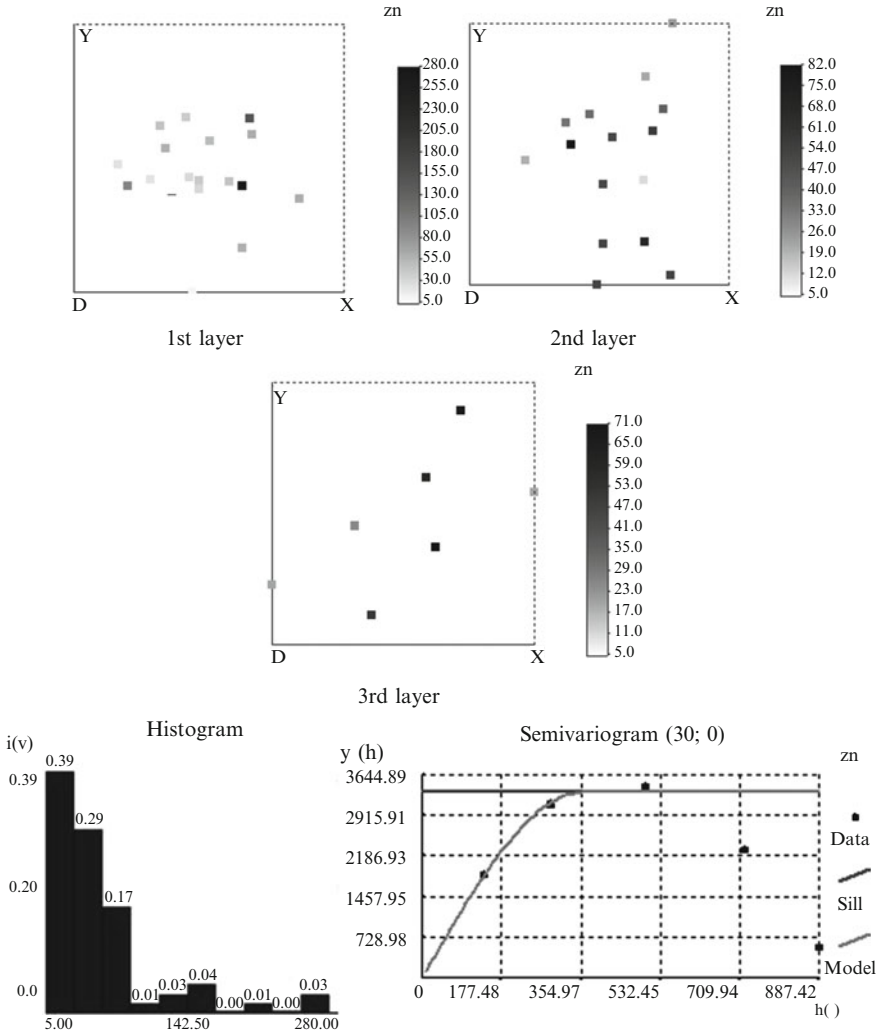 zn
Y
280.0
255.0
230.0
205.0
180.0
155.0
130.0
105.0
80.0
55.0
30.0
5.0
D
X
1st layer
zn
Y
82.0
75.0
68.0
61.0
54.0
47.0
40.0
33.0
26.0
19.0
12.0
5.0
D
X
2nd layer
zn
Y
71.0
65.0
59.0
53.0
47.0
41.0
35.0
29.0
23.0
17.0
11.0
5.0
D
X
3rd layer
Histogram
i(v)
0.39
0.20
0.0
0.39
0.29
0.17
0.01
0.03
0.04
0.00
0.01
0.00
0.03
5.00
142.50
280.00
Semivariogram (30; 0)
y (h)
3644.89
2915.91
2186.93
1457.95
728.98
0
177.48
354.97
532.45
709.94
887.42
h( )
zn
Data
Sill
Model